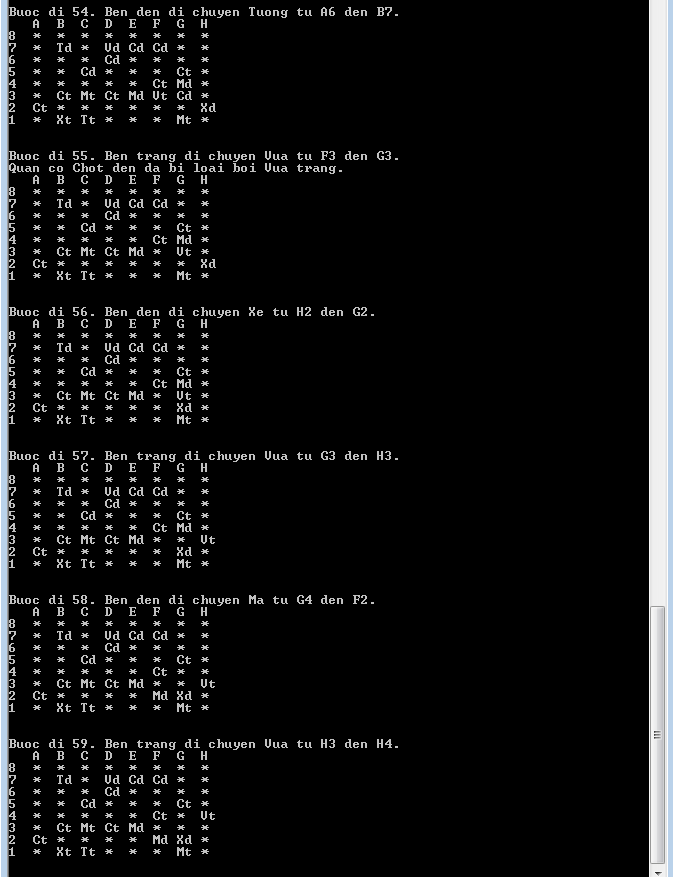 Buoc di 54. Ben den di chuyen Tuong tu A6 den B7.
A B C D E F G H
8 * * * * * * * *
7 * Td * Vd Cd Cd * *
6 * * * Cd * * * *
5 * * Cd * * * Ct *
4 * * * * * Ct Md *
3 * Ct Mt Ct Md Vt Cd *
2 Ct * * * * * * Xd
1 * Xt Tt * * * Mt *
Buoc di 55. Ben trang di chuyen Vua tu F3 den G3.
Quan co Chot den da bi loai boi Vua trang.
A B C D E F G H
8 * * * * * * * *
7 * Td * Vd Cd Cd * *
6 * * * Cd * * * *
5 * * Cd * * * Ct *
4 * * * * * Ct Md *
3 * Ct Mt Ct Md * Vt *
2 Ct * * * * * * Xd
1 * Xt Tt * * * Mt *
Buoc di 56. Ben den di chuyen Xe tu H2 den G2.
A B C D E F G H
8 * * * * * * * *
7 * Td * Vd Cd Cd * *
6 * * * Cd * * * *
5 * * Cd * * * Ct *
4 * * * * * Ct Md *
3 * Ct Mt Ct Md * Vt *
2 Ct * * * * * Xd *
1 * Xt Tt * * * Mt *
Buoc di 57. Ben trang di chuyen Vua tu G3 den H3.
A B C D E F G H
8 * * * * * * * *
7 * Td * Vd Cd Cd * *
6 * * * Cd * * * *
5 * * Cd * * * Ct *
4 * * * * * Ct Md *
3 * Ct Mt Ct Md * * Vt
2 Ct * * * * * Xd *
1 * Xt Tt * * * Mt *
Buoc di 58. Ben den di chuyen Ma tu G4 den F2.
A B C D E F G H
8 * * * * * * * *
7 * Td * Vd Cd Cd * *
6 * * * Cd * * * *
5 * * Cd * * * Ct *
4 * * * * * Ct * *
3 * Ct Mt Ct Md * * Vt
2 Ct * * * * Md Xd *
1 * Xt Tt * * * Mt *
Buoc di 59. Ben trang di chuyen Vua tu H3 den H4.
A B C D E F G H
8 * * * * * * * *
7 * Td * Vd Cd Cd * *
6 * * * Cd * * * *
5 * * Cd * * * Ct *
4 * * * * * Ct * Vt
3 * Ct Mt Ct Md * * *
2 Ct * * * * Md Xd *
1 * Xt Tt * * * Mt *